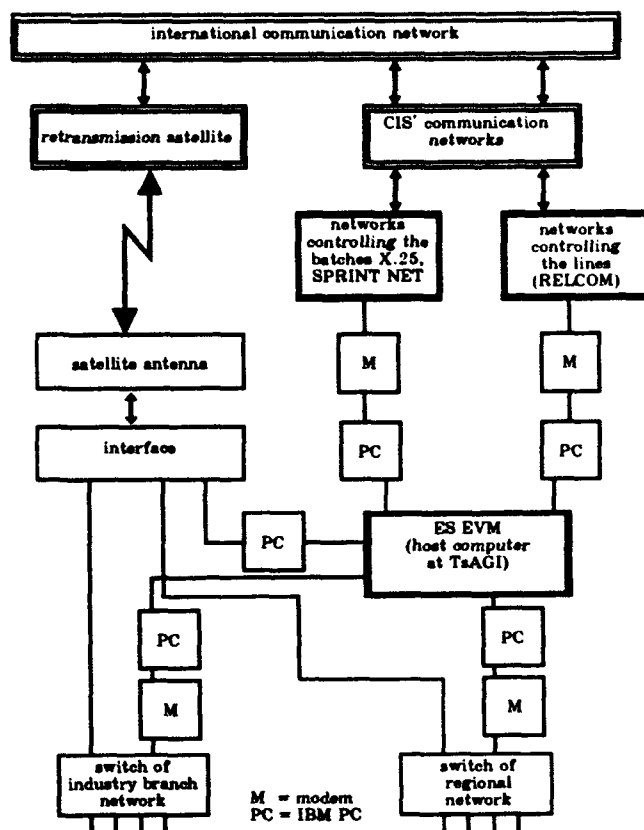 international communication network
retransmission satellite
CIS' communication
networks
networks
controlling the
batches X.25,
SPRINT NET
networks
controlling
the lines
(RELCOM)
satellite antenna
M
M
interface
PC
PC
PC
ES EVM
(host computer
at TsAGI)
PC
PC
M
M
switch of
industry branch
network
switch of
regional
network
M = modem
PC = IBM PC